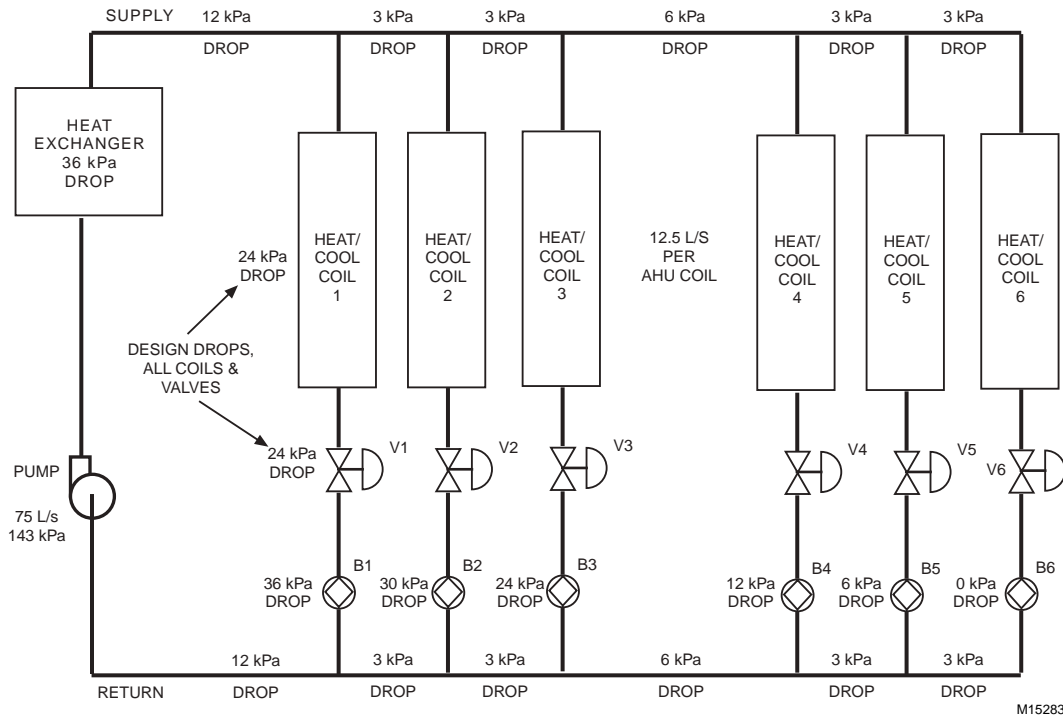 SUPPLY
12 kPa
DROP
3 kPa
DROP
3 kPa
DROP
6 kPa
DROP
3 kPa
DROP
3 kPa
DROP
HEAT
EXCHANGER
36 kPa
DROP
HEAT/
COOL
COIL
1
HEAT/
COOL
COIL
2
HEAT/
COOL
COIL
3
12.5 L/S
PER
AHU COIL
HEAT/
COOL
COIL
4
HEAT/
COOL
COIL
5
HEAT/
COOL
COIL
6
24 kPa
DROP
DESIGN DROPS,
ALL COILS &
VALVES
24 kPa
DROP
V1
V2
V3
V4
V5
V6
PUMP
75 L/s
143 kPa
36 kPa
DROP
B1
30 kPa
DROP
B2
24 kPa
DROP
B3
12 kPa
DROP
B4
6 kPa
DROP
B5
0 kPa
DROP
B6
RETURN
12 kPa
DROP
3 kPa
DROP
3 kPa
DROP
6 kPa
DROP
3 kPa
DROP
3 kPa
DROP
M15283